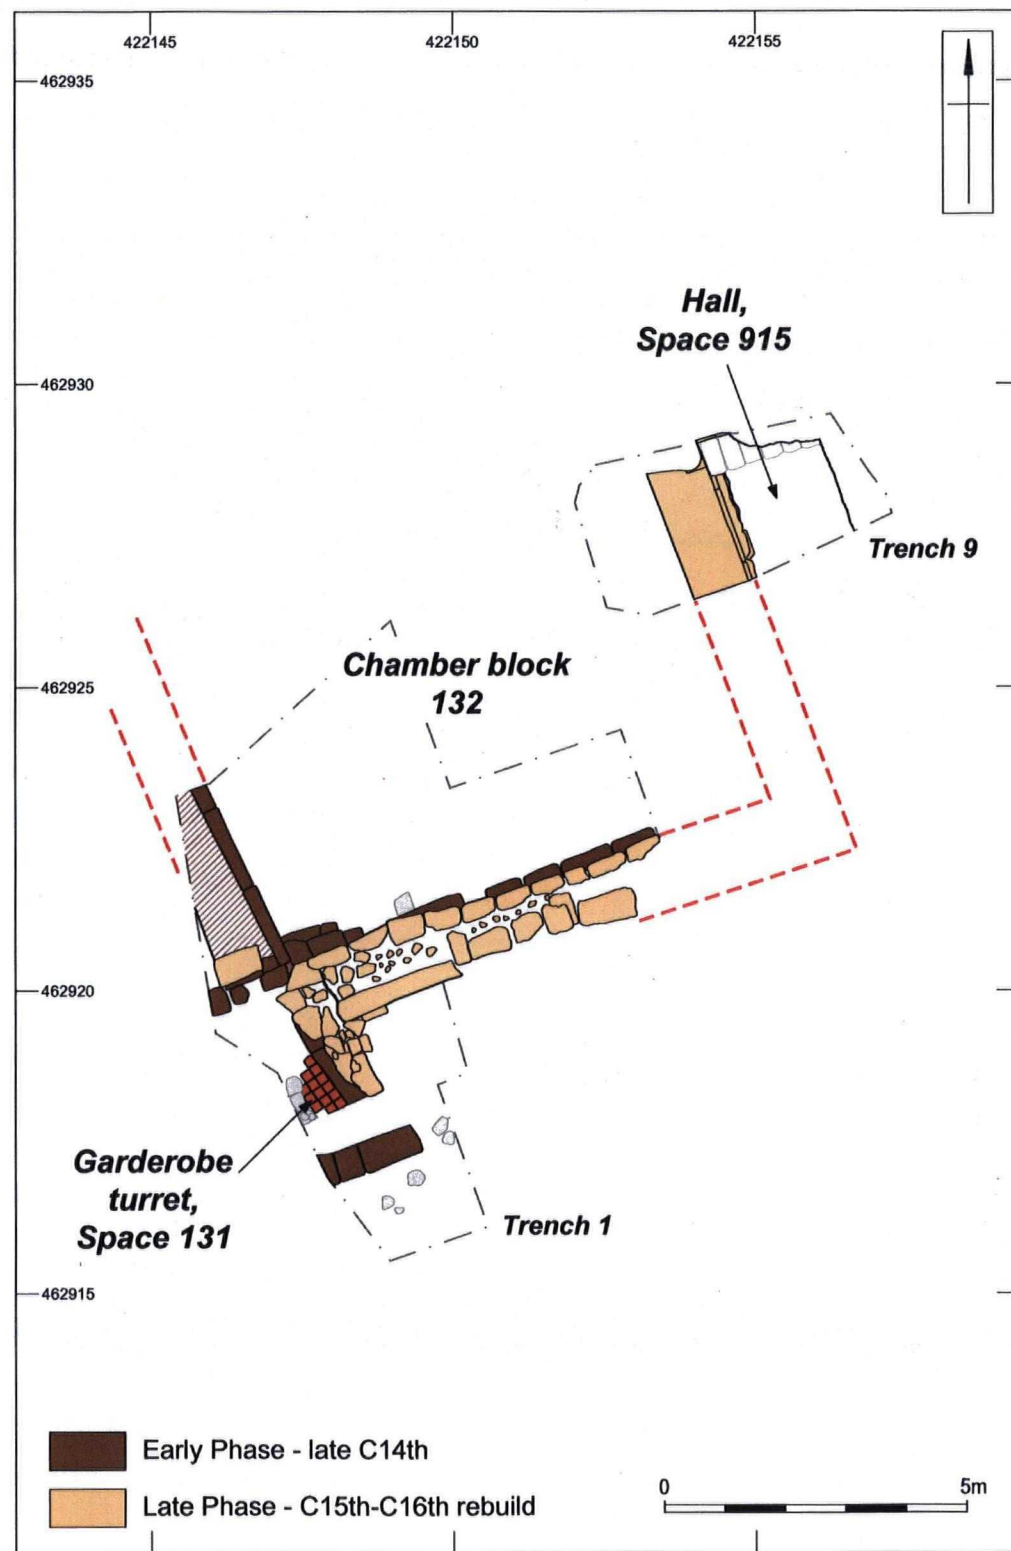 422145
422150
422155
462935
Hall,
Space 915
462930
Trench 9
Chamber block
132
462925
462920
Garderobe
turret,
Space 131
Trench 1
462915
Early Phase - late C14th
Late Phase - C15th-C16th rebuild
0
5m